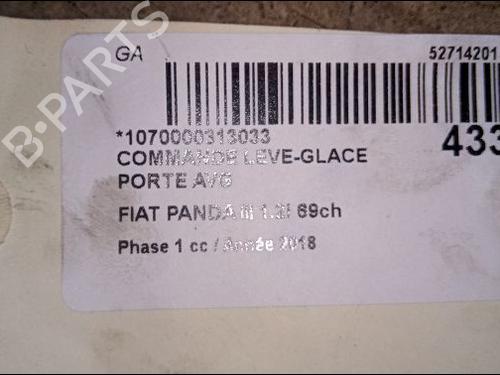 GA
52714201
*1070000313033
433
COMMANDE LEVE-GLACE
PORTE AVG
FIAT PANDA III 1.2i 69ch
Phase 1 cc / Année 2018
B-PARTS